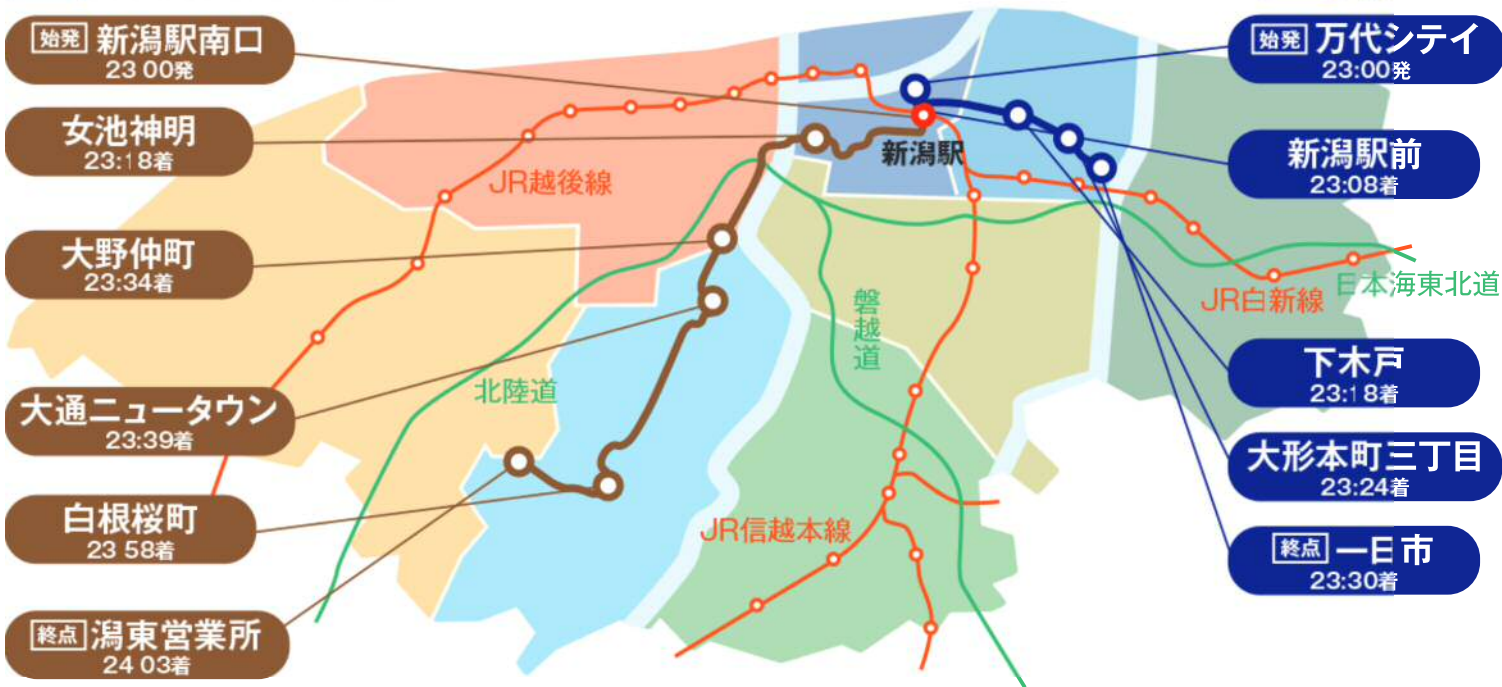 始発 新潟駅南口
23 00発
女池神明
23:18着
大野仲町
23:34着
大通ニュータウン
23:39着
白根桜町
23 58着
終点 潟東営業所
24 03着
JR越後線
新潟駅
北陸道
磐越道
JR信越本線
JR白新線
日本海東北道
始発 万代シテイ
23:00発
新潟駅前
23:08着
下木戸
23:18着
大形本町三丁目
23:24着
終点 一日市
23:30着